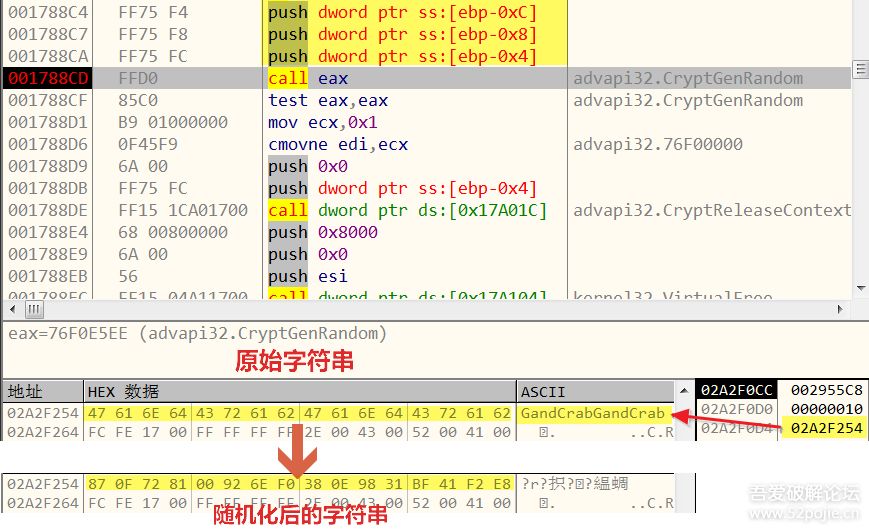 001788C4 FF75 F4 push dword ptr ss:[ebp-0xC]
001788C7 FF75 F8 push dword ptr ss:[ebp-0x8]
001788CA FF75 FC push dword ptr ss:[ebp-0x4]
001788CD FFD0 call eax advapi32.CryptGenRandom
001788CF 85C0 test eax,eax advapi32.CryptGenRandom
001788D1 B9 01000000 mov ecx,0x1
001788D6 0F45F9 cmovne edi,ecx advapi32.76F00000
001788D9 6A 00 push 0x0
001788DB FF75 FC push dword ptr ss:[ebp-0x4]
001788DE FF15 1CA01700 call dword ptr ds:[0x17A01C] advapi32.CryptReleaseContext
001788E4 68 00800000 push 0x8000
001788E9 6A 00 push 0x0
001788EB 56 push esi
001788EC FF15 04A11700 call dword ptr ds:[0x17A104] kernel32.VirtualFree
eax=76F0E5EE (advapi32.CryptGenRandom)
原始字符串
地址 HEX 数据 ASCII
02A2F254 47 61 6E 64 43 72 61 62 47 61 6E 64 43 72 61 62 GandCrabGandCrab
02A2F264 FC FE 17 00 FF FF FF FF 2E 00 43 00 52 00 41 00 ..C.R
02A2F0CC 002955C8
02A2F0D0 00000010
02A2F0D4 02A2F254
02A2F254 87 0F 72 81 00 92 6E F0 38 0E 98 31 BF 41 F2 E8
02A2F264 FC FE 17 00 FF FF FF FF 2E 00 43 00 52 00 41 00 ..C.R
随机化后的字符串
吾爱破解论坛
www.52pojie.cn